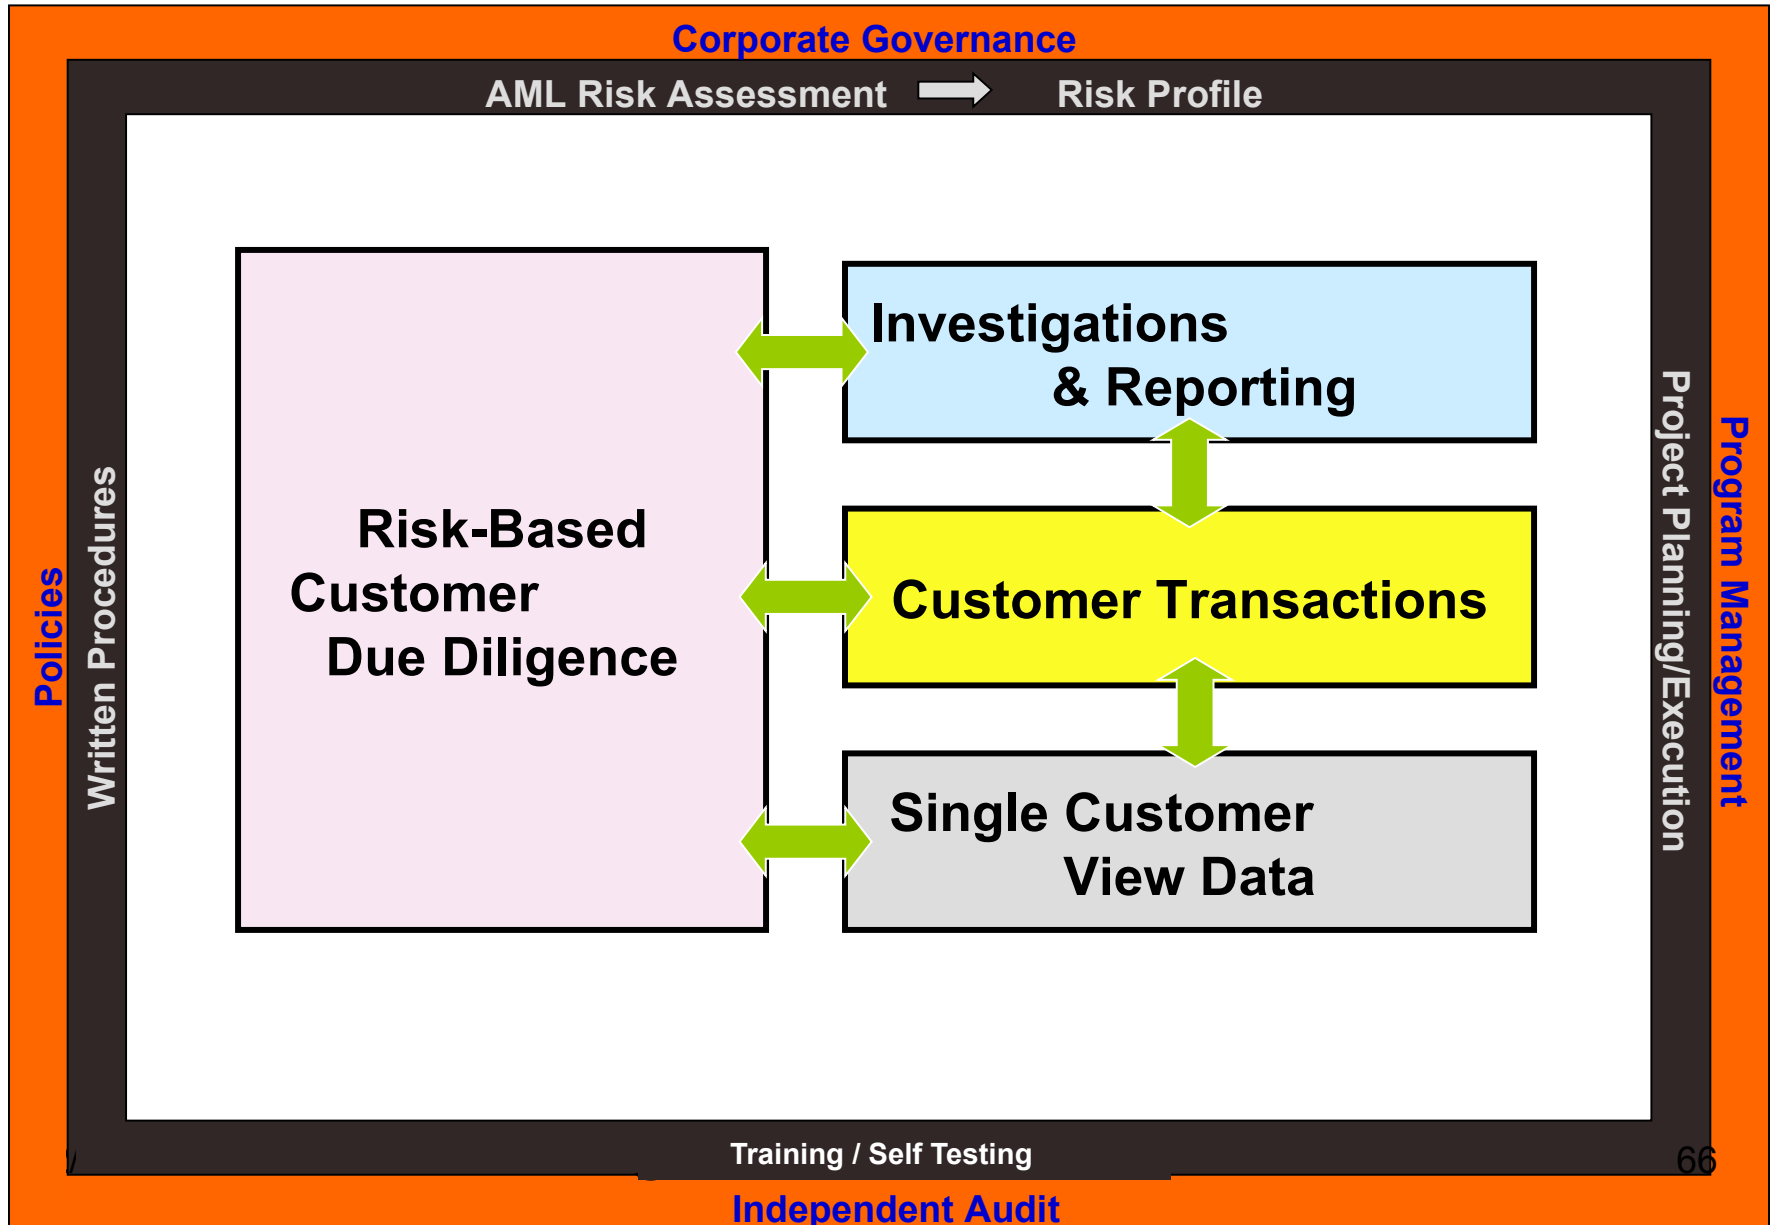 Corporate Governance
AML Risk Assessment
Risk Profile
Policies
Written Procedures
Risk-Based
Customer
Due Diligence
Investigations
& Reporting
Customer Transactions
Single Customer
View Data
Project Planning/Execution
Program Management
Training / Self Testing
66
Independent Audit